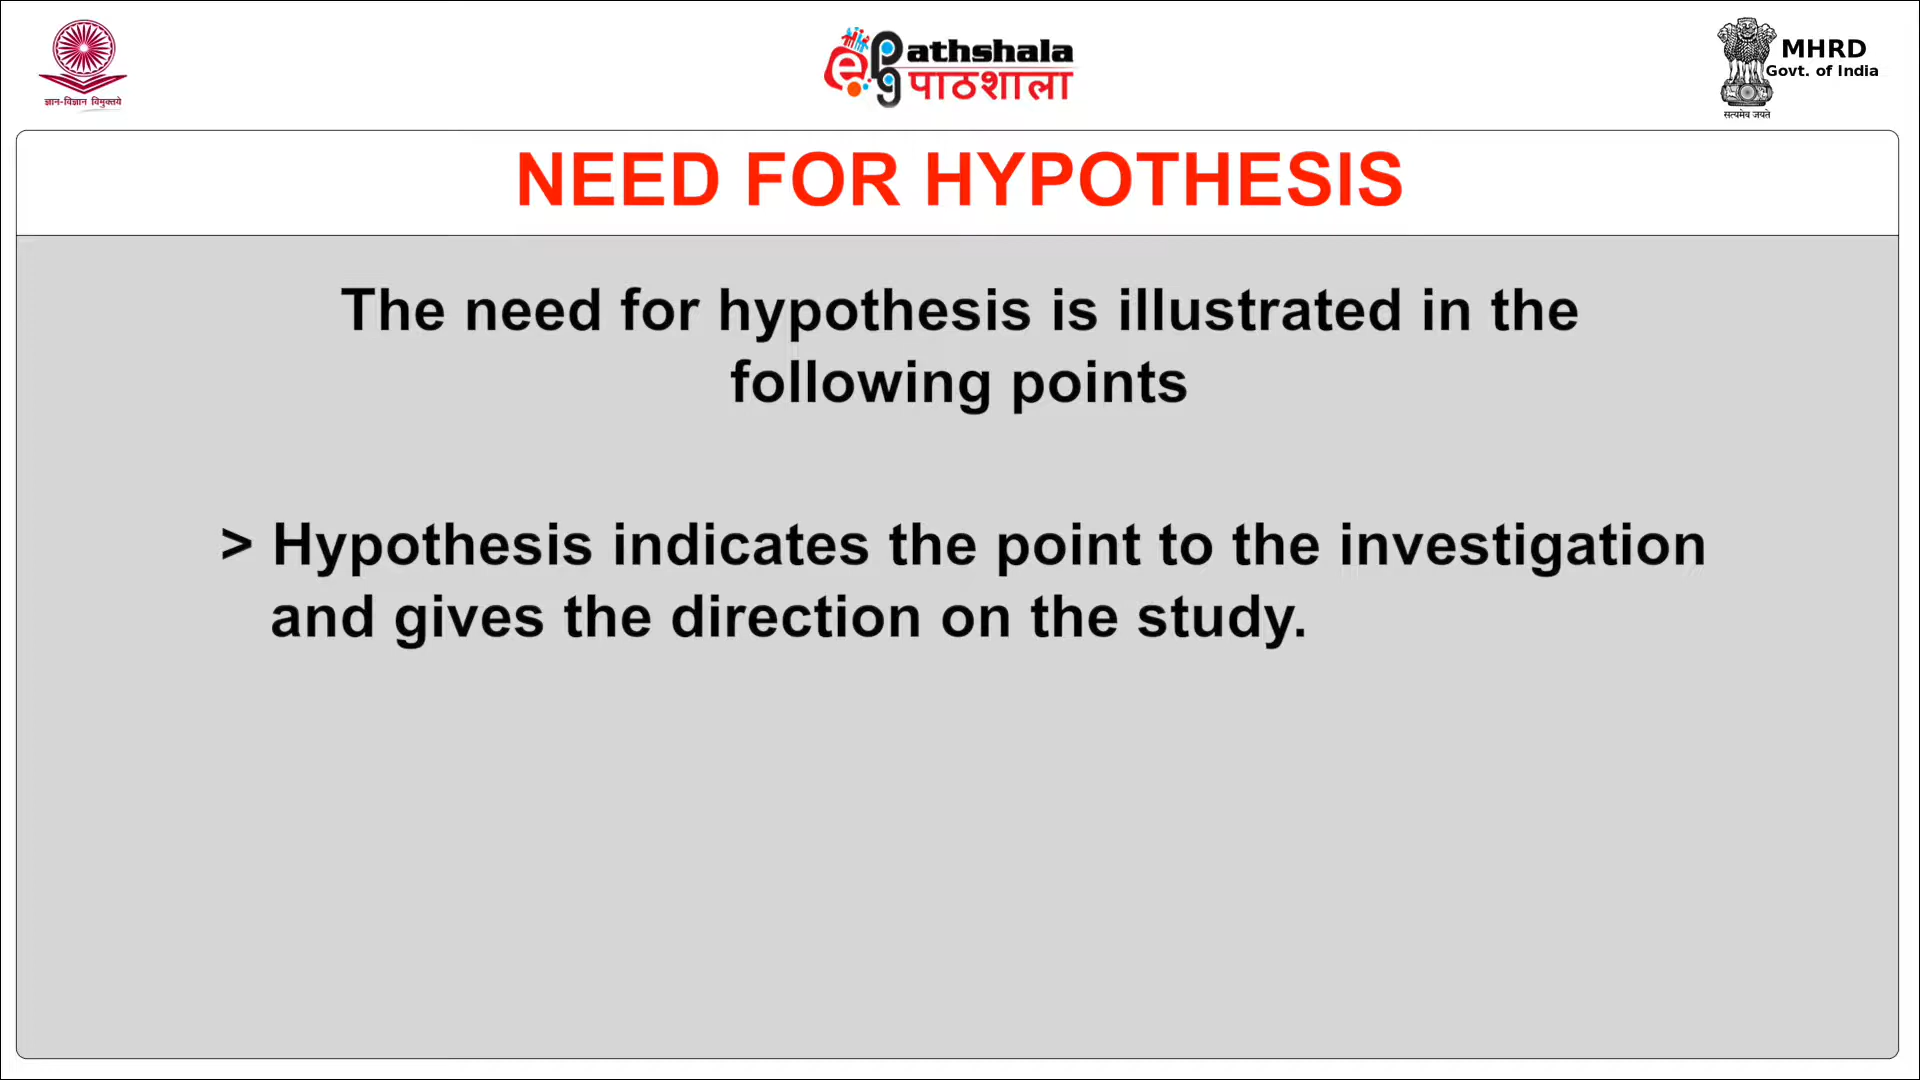 ज्ञान-विज्ञान विमुक्तये
ePgathshala
पाठशाला
MHRD
Govt. of India
सत्यमेव जयते
NEED FOR HYPOTHESIS
The need for hypothesis is illustrated in the
following points
> Hypothesis indicates the point to the investigation
and gives the direction on the study.